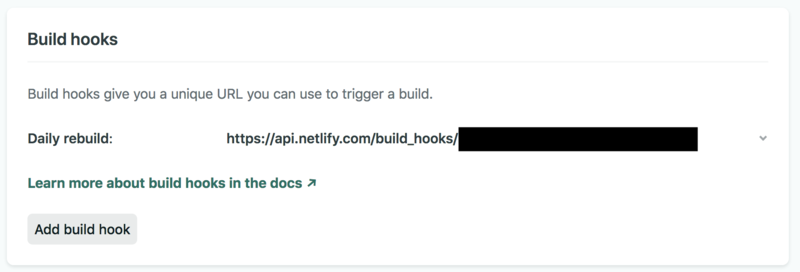 Build hooks
Build hooks give you a unique URL you can use to trigger a build.
Daily rebuild: https://api.netlify.com/build_hooks/
Learn more about build hooks in the docs ↗
Add build hook